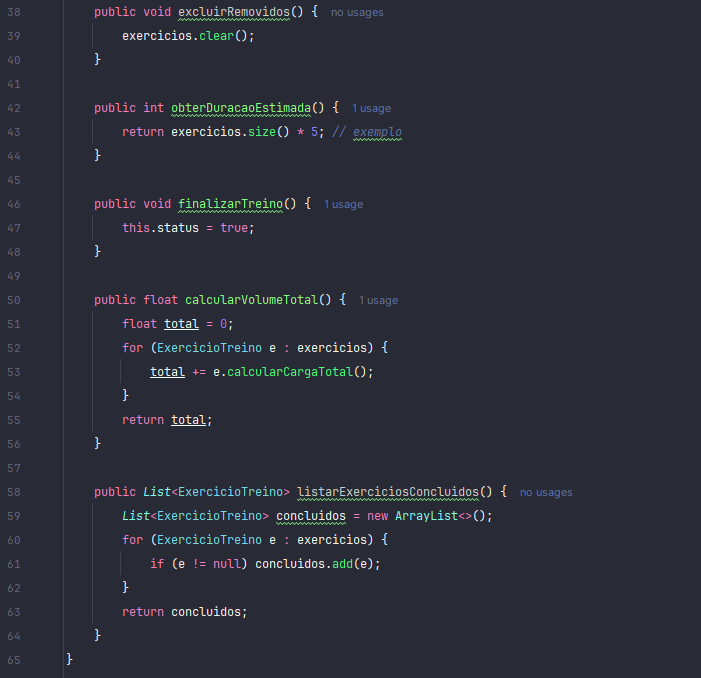 38 public void excluirRemovidos() { no usages
39 exercicios.clear();
40 }
41
42 public int obterDuracaoEstimada() { 1 usage
43 return exercicios.size() * 5; // exemplo
44 }
45
46 public void finalizarTreino() { 1 usage
47 this.status = true;
48 }
49
50 public float calcularVolumeTotal() { 1 usage
51 float total = 0;
52 for (ExercicioTreino e : exercicios) {
53 total += e.calcularCargaTotal();
54 }
55 return total;
56 }
57
58 public List<ExercicioTreino> listarExerciciosConcluidos() { no usages
59 List<ExercicioTreino> concluidos = new ArrayList<>();
60 for (ExercicioTreino e : exercicios) {
61 if (e != null) concluidos.add(e);
62 }
63 return concluidos;
64 }
65 }